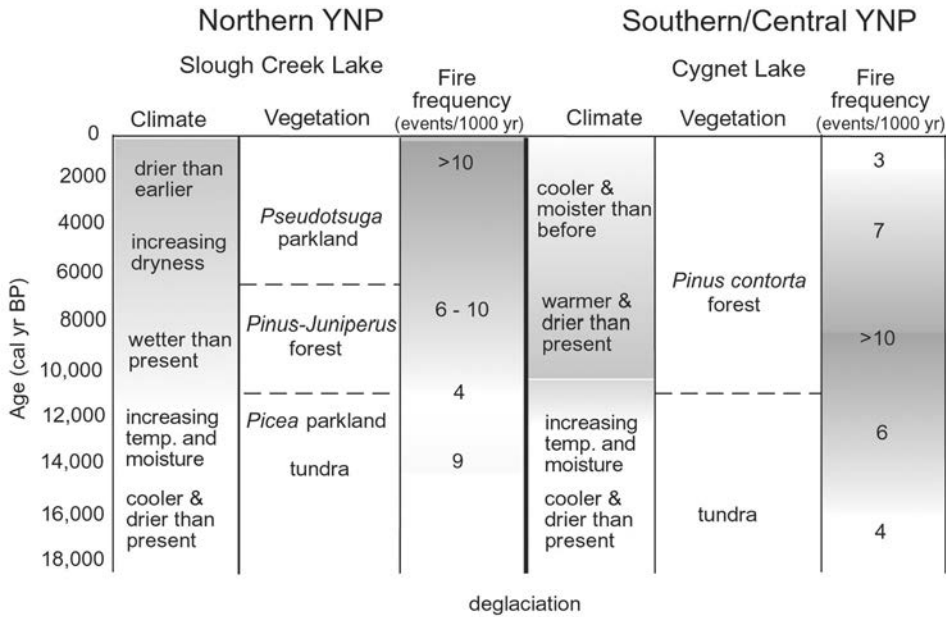 Northern YNP
Southern/Central YNP
Slough Creek Lake
Cygnet Lake
Climate
Vegetation
Fire
frequency
(events/1000 yr)
Climate
Vegetation
Fire
frequency
(events/1000 yr)
Age (cal yr BP)
0
2000
4000
6000
8000
10,000
12,000
14,000
16,000
18,000
drier than
earlier
increasing
dryness
wetter than
present
increasing
temp. and
moisture
cooler &
drier than
present
Pseudotsuga
parkland
Pinus-Juniperus
forest
Picea parkland
tundra
>10
6 - 10
4
9
cooler &
moister than
before
warmer &
drier than
present
increasing
temp. and
moisture
cooler &
drier than
present
Pinus contorta
forest
tundra
3
7
>10
6
4
deglaciation